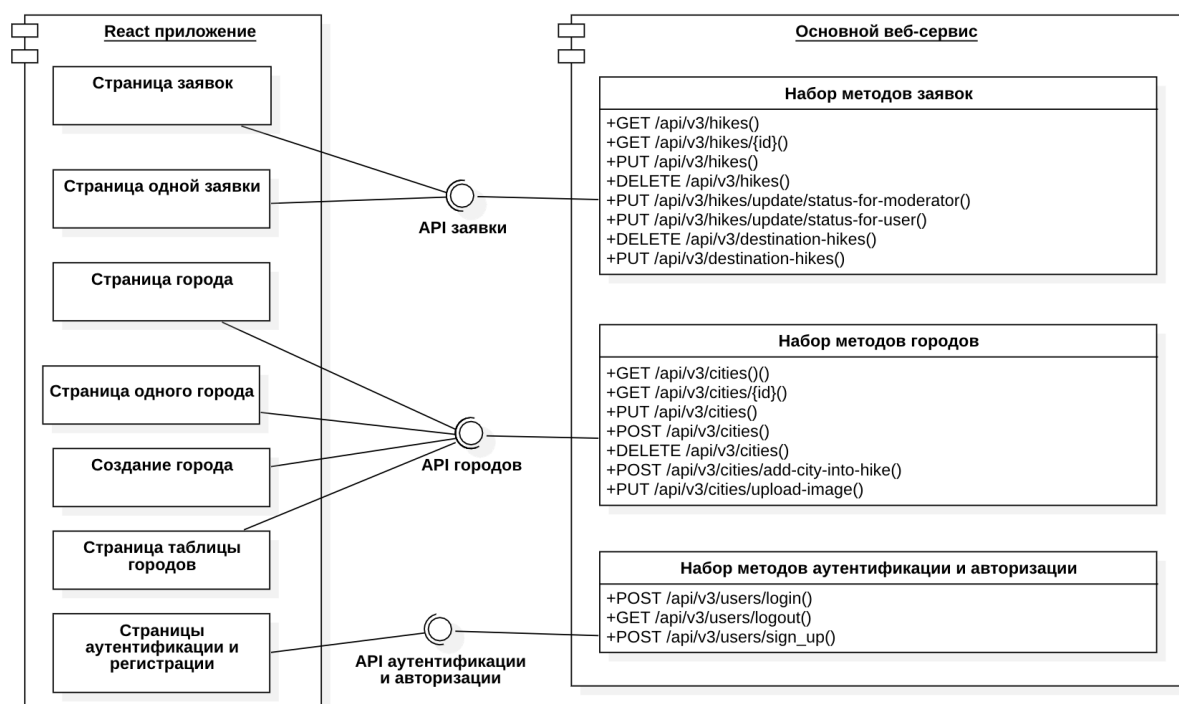 React приложение
Страница заявок
Страница одной заявки
Страница города
Страница одного города
Создание города
Страница таблицы
городов
Страницы
аутентификации и
регистрации
API заявки
API городов
API аутентификации
и авторизации
Основной веб-сервис
Набор методов заявок
+GET /api/v3/hikes()
+GET /api/v3/hikes/{id}()
+PUT /api/v3/hikes()
+DELETE /api/v3/hikes()
+PUT /api/v3/hikes/update/status-for-moderator()
+PUT /api/v3/hikes/update/status-for-user()
+DELETE /api/v3/destination-hikes()
+PUT /api/v3/destination-hikes()
Набор методов городов
+GET /api/v3/cities()()
+GET /api/v3/cities/{id}()
+PUT /api/v3/cities()
+POST /api/v3/cities()
+DELETE /api/v3/cities()
+POST /api/v3/cities/add-city-into-hike()
+PUT /api/v3/cities/upload-image()
Набор методов аутентификации и авторизации
+POST /api/v3/users/login()
+GET /api/v3/users/logout()
+POST /api/v3/users/sign_up()